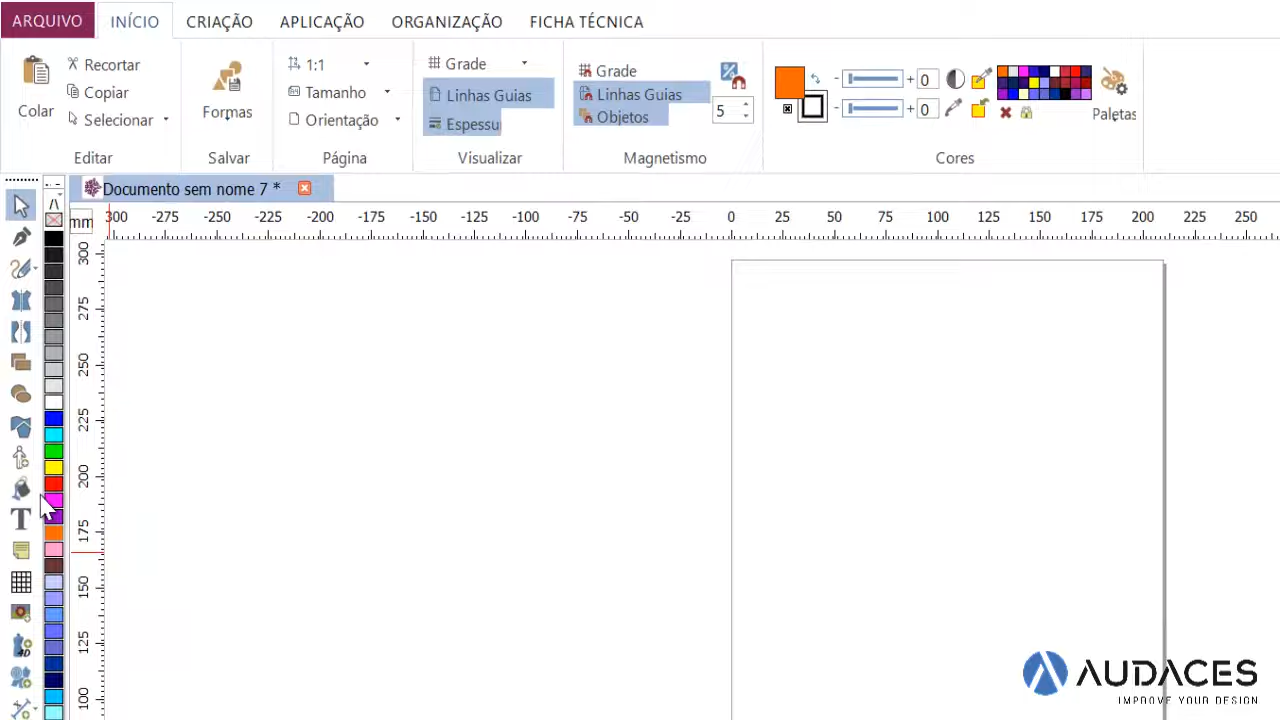 ARQUIVO INÍCIO CRIAÇÃO APLICAÇÃO ORGANIZAÇÃO FICHA TÉCNICA
Colar
Recortar
Copiar
Selecionar
Editar
Formas
Salvar
1:1
Tamanho
Orientação
Página
Grade
Linhas Guias
Visualizar
Grade
Linhas Guias
Objetos
5
Magnetismo
- + 0
- + 0
Paletas
Cores
Documento sem nome 7 *
mm 300 -275 -250 -225 -200 -175 -150 -125 -100 -75 -50 -25 0 25 50 75 100 125 150 175 200 225 250
300
275
250
225
200
175
150
125
100
T
4D
AUDACES
IMPROVE YOUR DESIGN